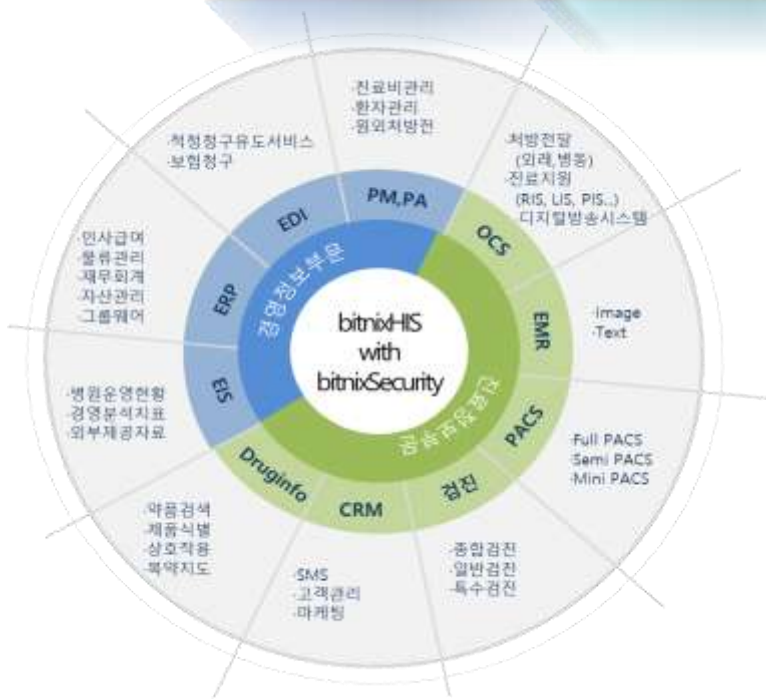 bitnixHIS
with
bitnixSecurity
경영정보부문
진료정보부문
PM,PA
·진료비관리
·환자관리
·원외처방전
OCS
·처방전달
(외래,병동)
·진료지원
(RIS, LIS, PIS,..)
·디지털방송시스템
EMR
·Image
·Text
PACS
·Full PACS
·Semi PACS
·Mini PACS
검진
·종합검진
·일반검진
·특수검진
CRM
·SMS
·고객관리
·마케팅
Druginfo
·약품검색
·제품식별
·상호작용
·복약지도
EIS
·병원운영현황
·경영분석지표
·외부제공자료
ERP
·인사급여
·물류관리
·재무회계
·자산관리
·그룹웨어
EDI
·적정청구유도서비스
·보험청구